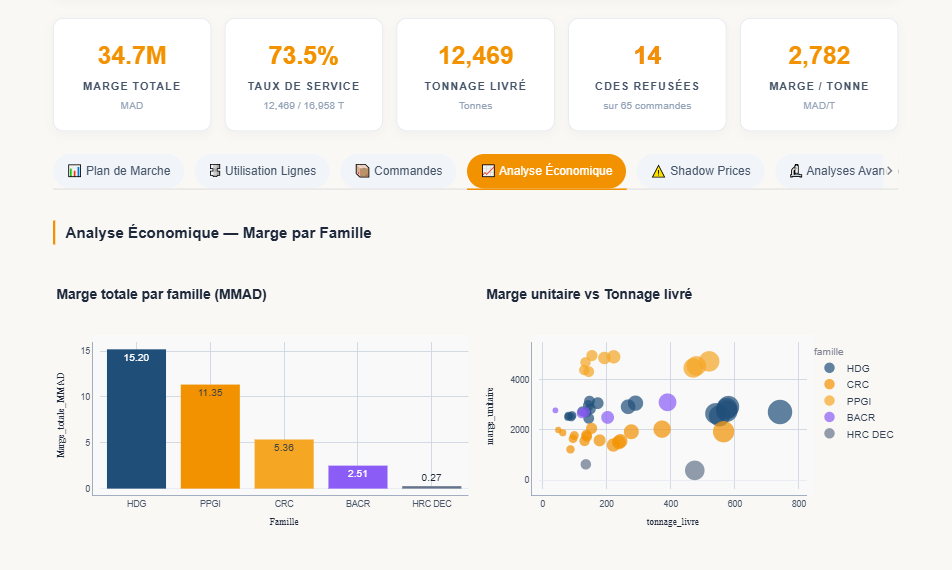 34.7M
MARGE TOTALE
MAD
73.5%
TAUX DE SERVICE
12,469 / 16,958 T
12,469
TONNAGE LIVRÉ
Tonnes
14
CDES REFUSÉES
sur 65 commandes
2,782
MARGE / TONNE
MAD/T
Plan de Marche
Utilisation Lignes
Commandes
Analyse Économique
Shadow Prices
Analyses Avan
Analyse Économique — Marge par Famille
Marge totale par famille (MMAD)
Marge_totale_MMAD
15
10
5
0
15.20
11.35
5.36
2.51
0.27
HDG
PPGI
CRC
BACR
HRC DEC
Famille
Marge unitaire vs Tonnage livré
marge_unitaire
4000
2000
0
0
200
400
600
800
tonnage_livre
famille
HDG
CRC
PPGI
BACR
HRC DEC